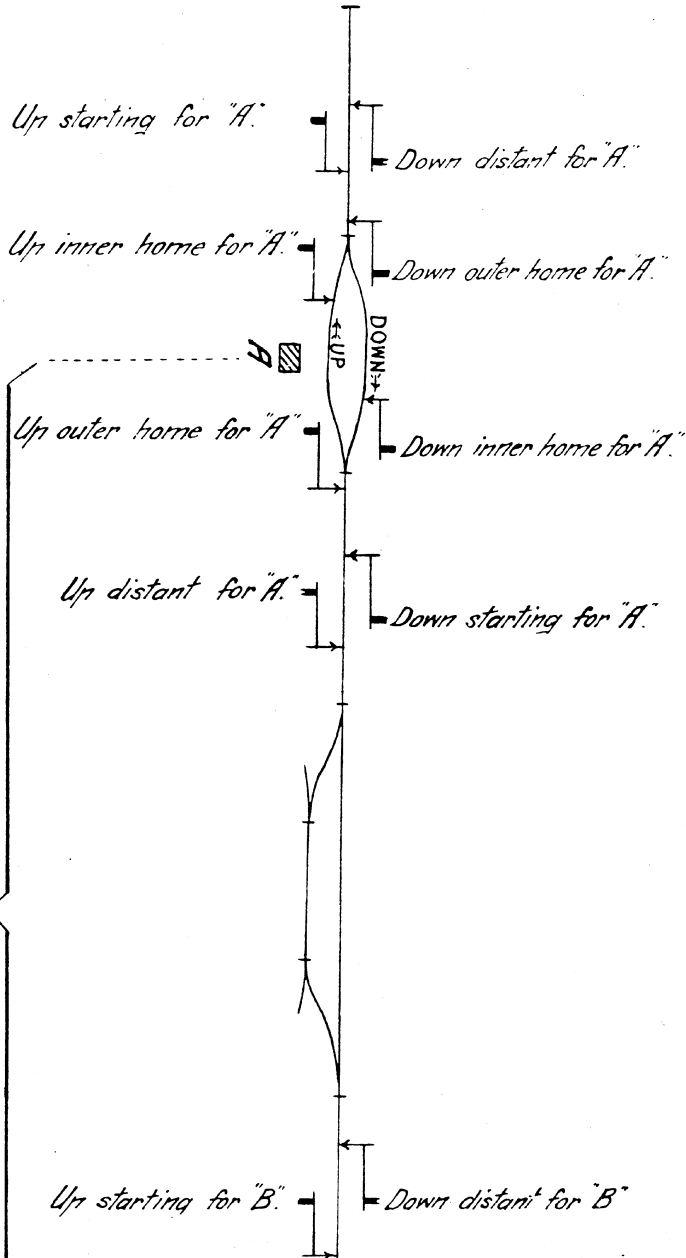 Up starting for "A".
Down distant for "A".
Up inner home for "A".
Down outer home for "A".
DOWN
UP
A
Up outer home for "A"
Down inner home for "A".
Up distant for "A".
Down starting for "A".
Up starting for "B".
Down distant for "B"